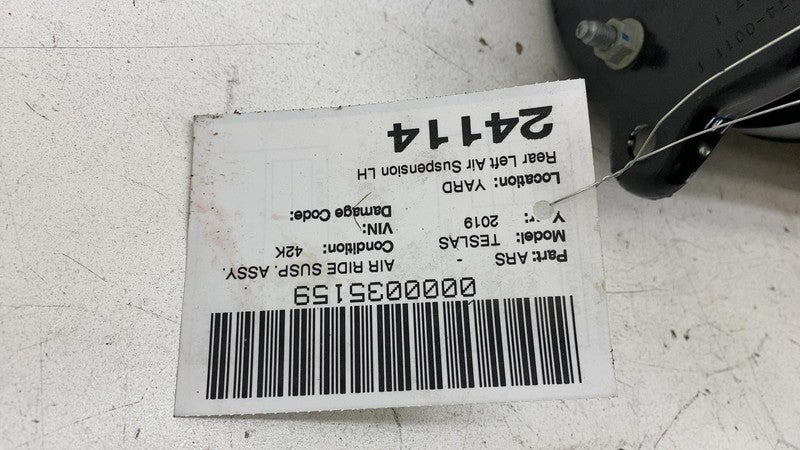 0000035159
AIR RIDE SUSP. ASSY.
Part: ARS -
Model: TESLAS Condition: 42K
Year: 2019 VIN:
Damage Code:
Location: YARD
Rear Left Air Suspension LH
24114